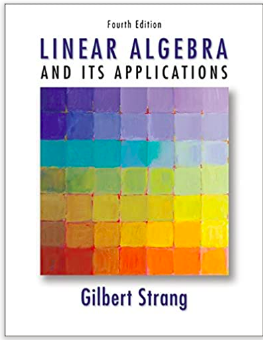 Fourth Edition
LINEAR ALGEBRA
AND ITS APPLICATIONS
Gilbert Strang